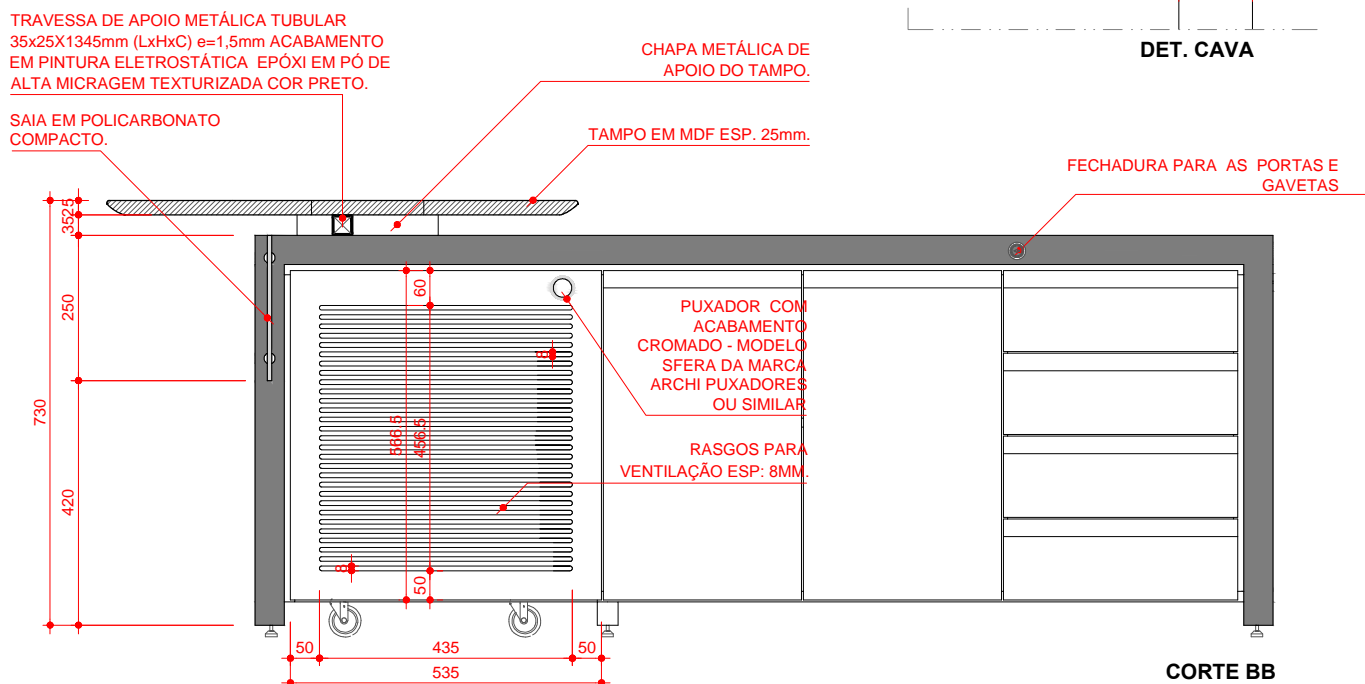 TRAVESSA DE APOIO METÁLICA TUBULAR
35x25X1345mm (LxHxC) e=1,5mm ACABAMENTO
EM PINTURA ELETROSTÁTICA EPÓXI EM PÓ DE
ALTA MICRAGEM TEXTURIZADA COR PRETO.
SAIA EM POLICARBONATO
COMPACTO.
CHAPA METÁLICA DE
APOIO DO TAMPO.
TAMPO EM MDF ESP. 25mm.
DET. CAVA
FECHADURA PARA AS PORTAS E
GAVETAS
25
35
250
730
420
60
566.5
456.5
8
8
50
PUXADOR COM
ACABAMENTO
CROMADO - MODELO
SFERA DA MARCA
ARCHI PUXADORES
OU SIMILAR
RASGOS PARA
VENTILAÇÃO ESP: 8MM.
50
435
50
535
CORTE BB